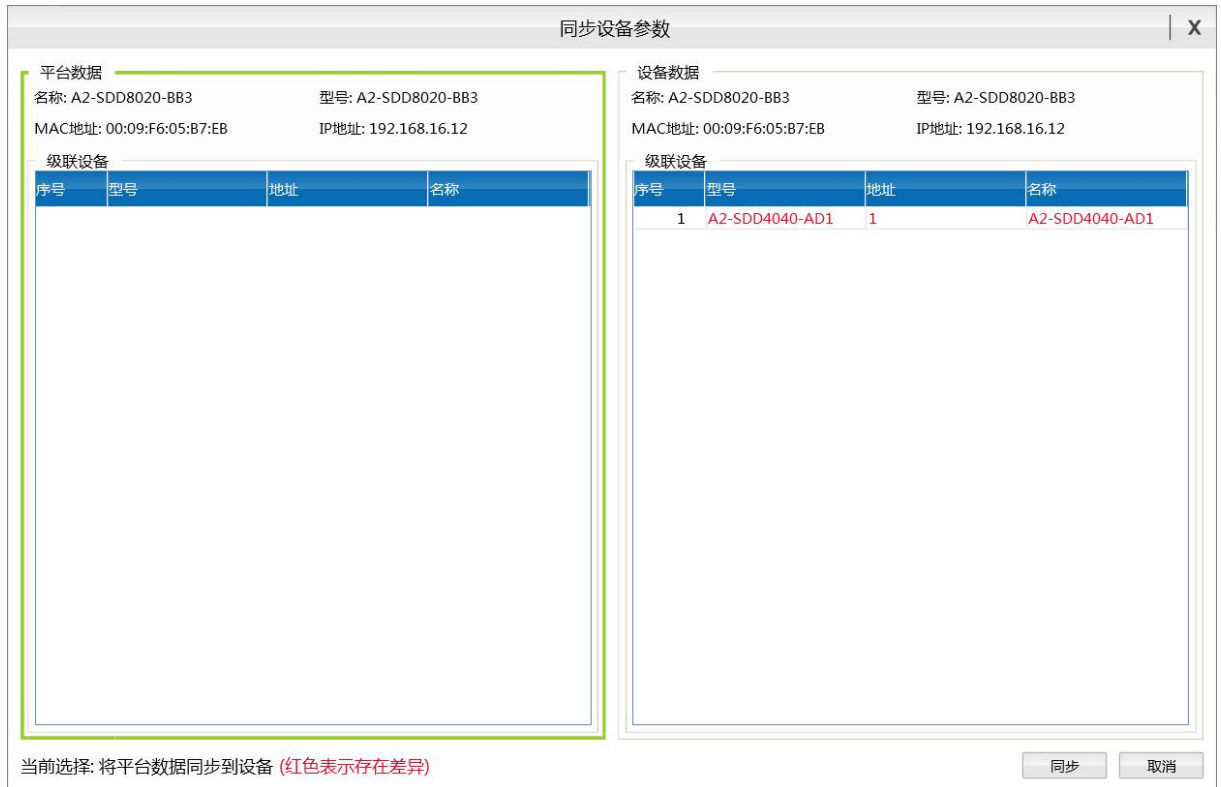 同步设备参数
X
平台数据
名称: A2-SDD8020-BB3 型号: A2-SDD8020-BB3
MAC地址: 00:09:F6:05:B7:EB IP地址: 192.168.16.12
级联设备
序号 型号 地址 名称
设备数据
名称: A2-SDD8020-BB3 型号: A2-SDD8020-BB3
MAC地址: 00:09:F6:05:B7:EB IP地址: 192.168.16.12
级联设备
序号 型号 地址 名称
1 A2-SDD4040-AD1 1 A2-SDD4040-AD1
当前选择: 将平台数据同步到设备 (红色表示存在差异)
同步 取消